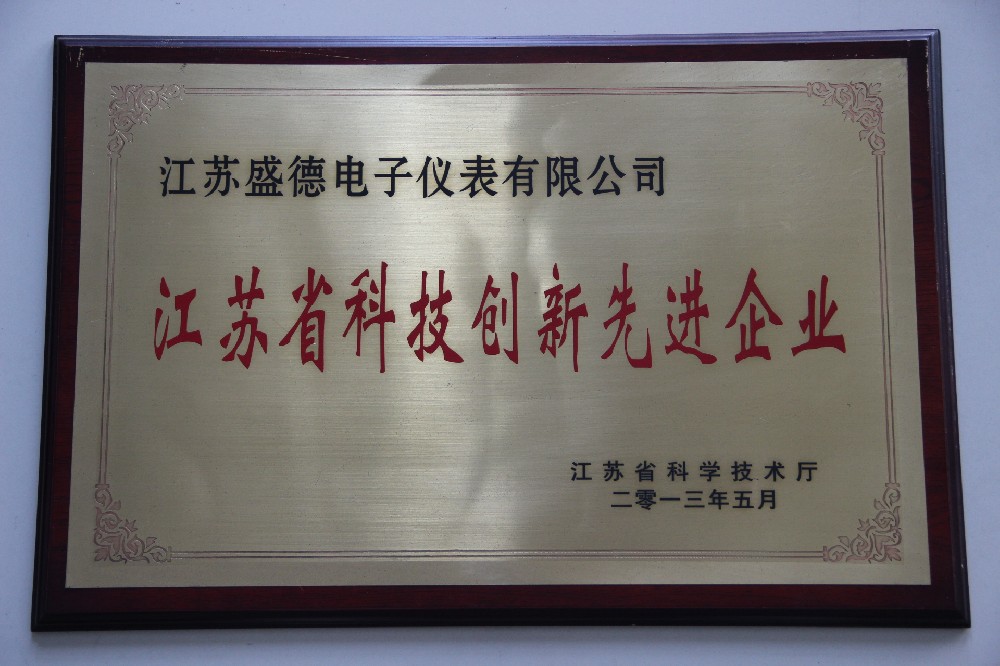 江苏盛德电子仪表有限公司
江苏省科技创新先进企业
江苏省科学技术厅
二零一三年五月